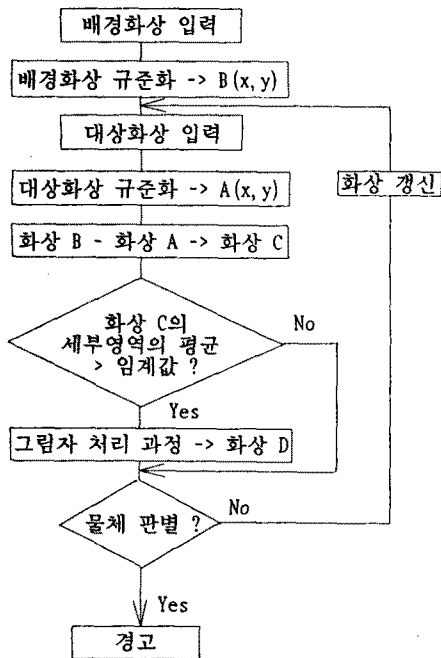 배경화상 입력
배경화상 규준화 -> B(x,y)
대상화상 입력
대상화상 규준화 -> A(x,y)
화상 갱신
화상 B - 화상 A -> 화상 C
화상 C의
세부영역의 평균
> 임계값 ?
No
Yes
그림자 처리 과정 -> 화상 D
물체 판별 ?
No
Yes
경고